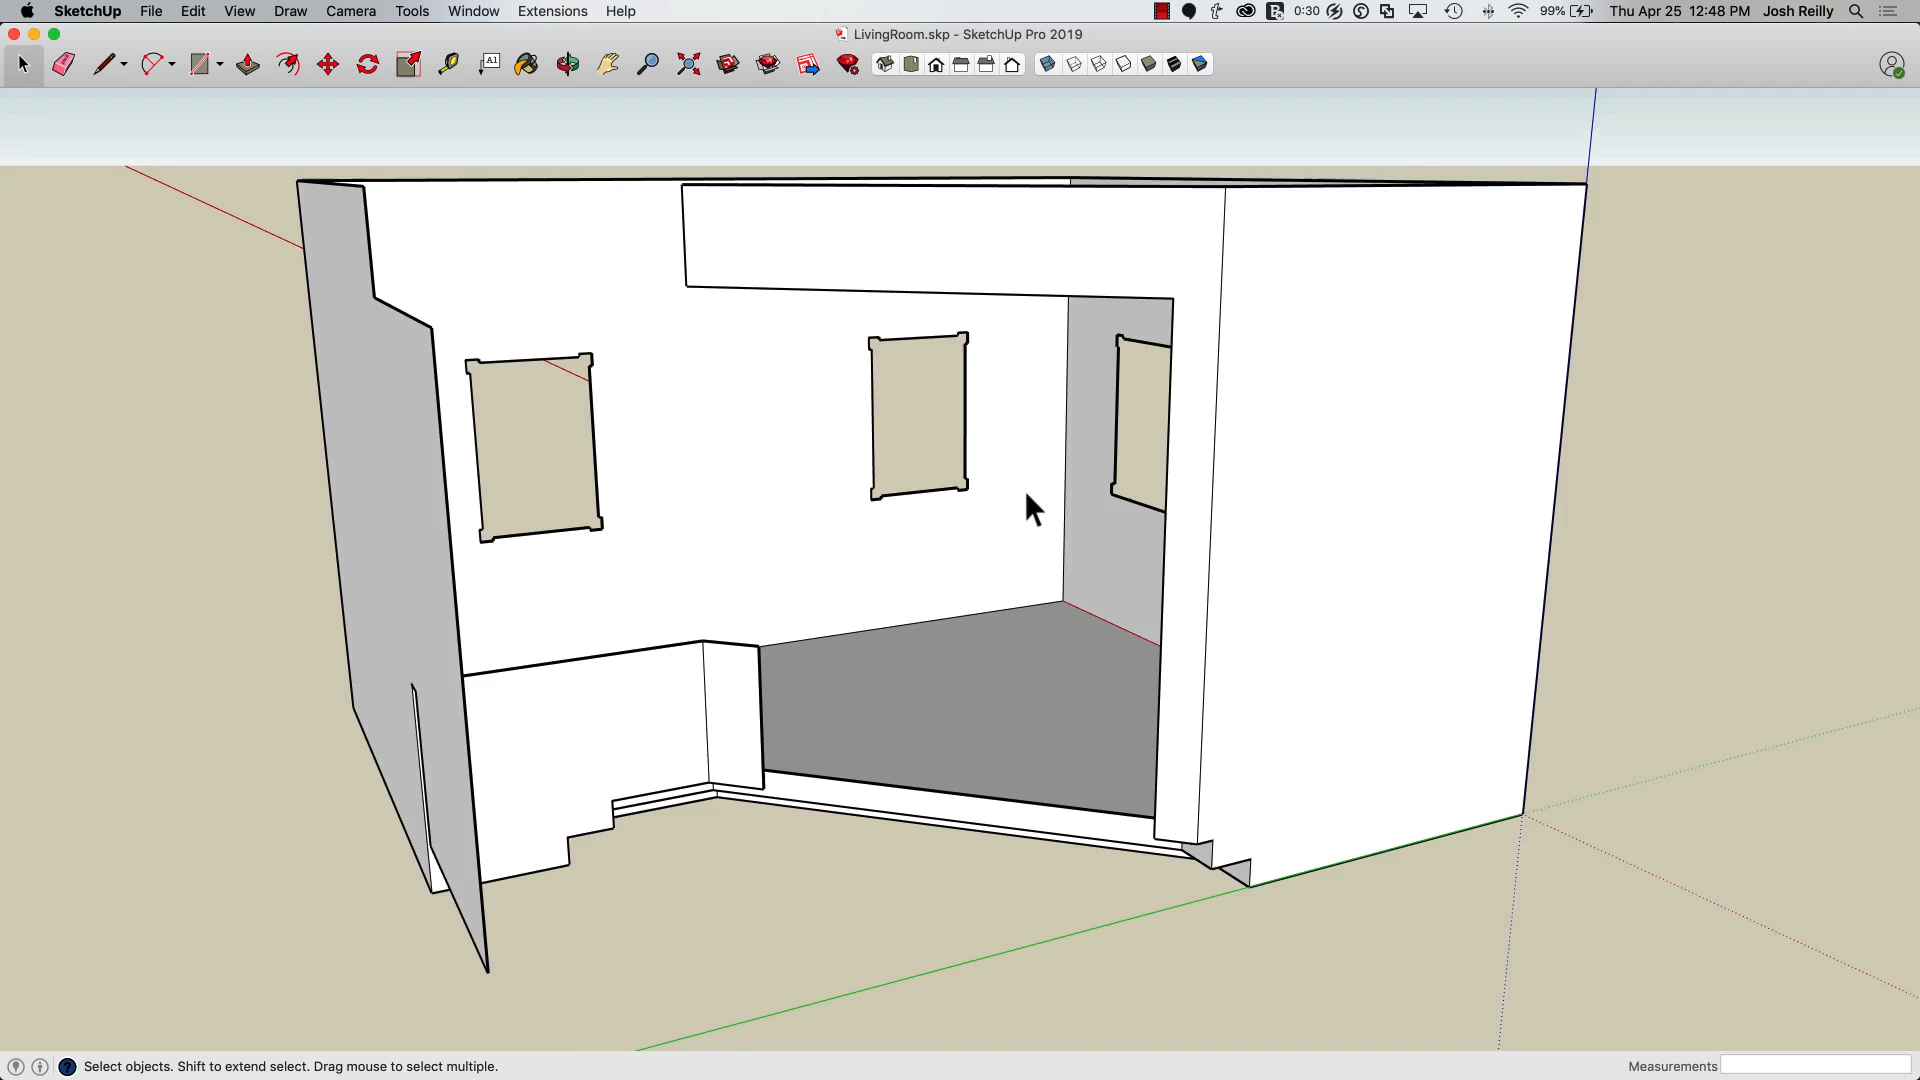 SketchUp File Edit View Draw Camera Tools Window Extensions Help 0:30 99% Thu Apr 25 12:48 PM Josh Reilly
LivingRoom.skp - SketchUp Pro 2019
A1
Select objects. Shift to extend select. Drag mouse to select multiple.
Measurements